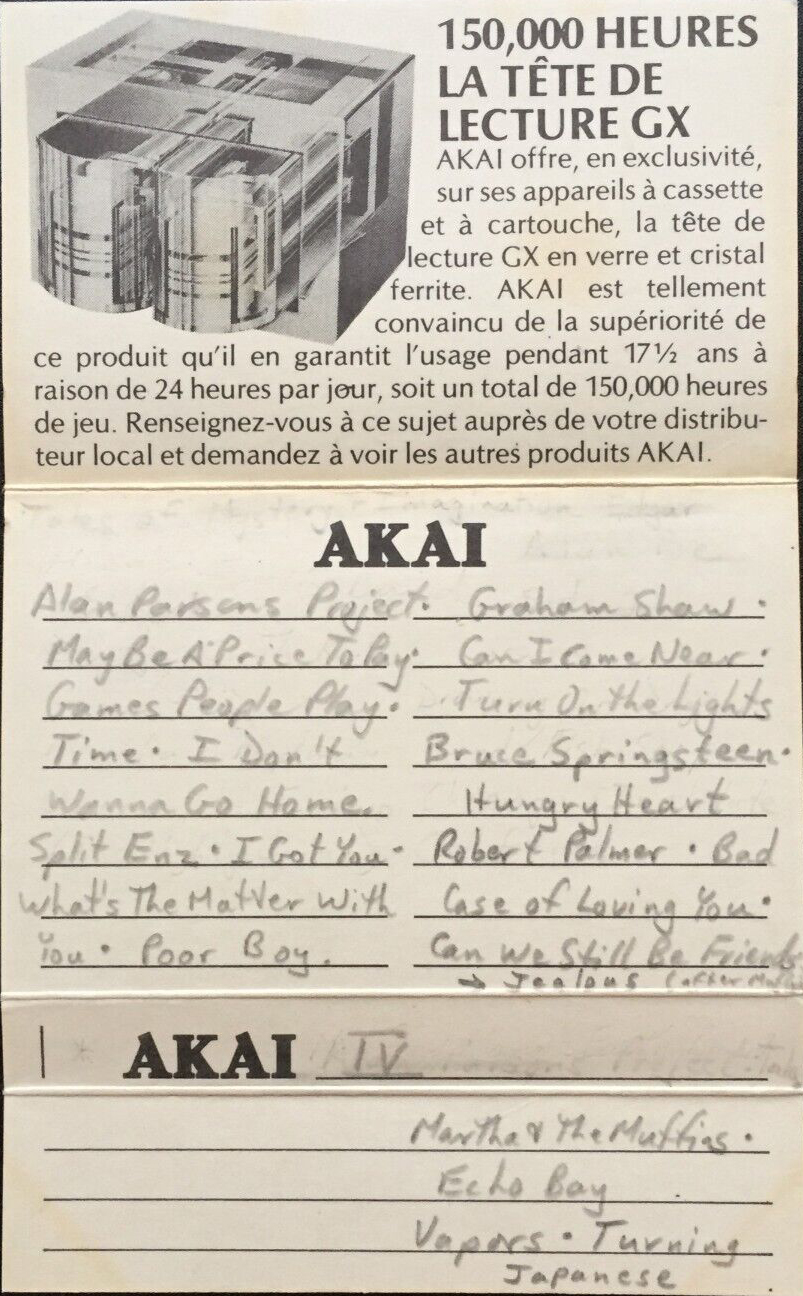 150,000 HEURES
LA TÊTE DE
LECTURE GX
AKAI offre, en exclusivité,
sur ses appareils à cassette
et à cartouche, la tête de
lecture GX en verre et cristal
ferrite. AKAI est tellement
convaincu de la supériorité de
ce produit qu'il en garantit l'usage pendant 17½ ans à
raison de 24 heures par jour, soit un total de 150,000 heures
de jeu. Renseignez-vous à ce sujet auprès de votre distribu-
teur local et demandez à voir les autres produits AKAI.
Tales of Mystery & Imagination Edgar
AKAI
Alan Parsons Project •
May Be A Price To Pay •
Games People Play •
Time • I Don't
Wanna Go Home.
Split Enz • I Got You •
What's The Matter With
You • Poor Boy.
Graham Shaw •
Can I Come Near •
Turn On the Lights
Bruce Springsteen •
Hungry Heart
Robert Palmer • Bad
Case of Loving You •
Can We Still Be Friends
→ Jealous (after
AKAI IV
Martha & The Muffins •
Echo Bay
Vapors • Turning
Japanese